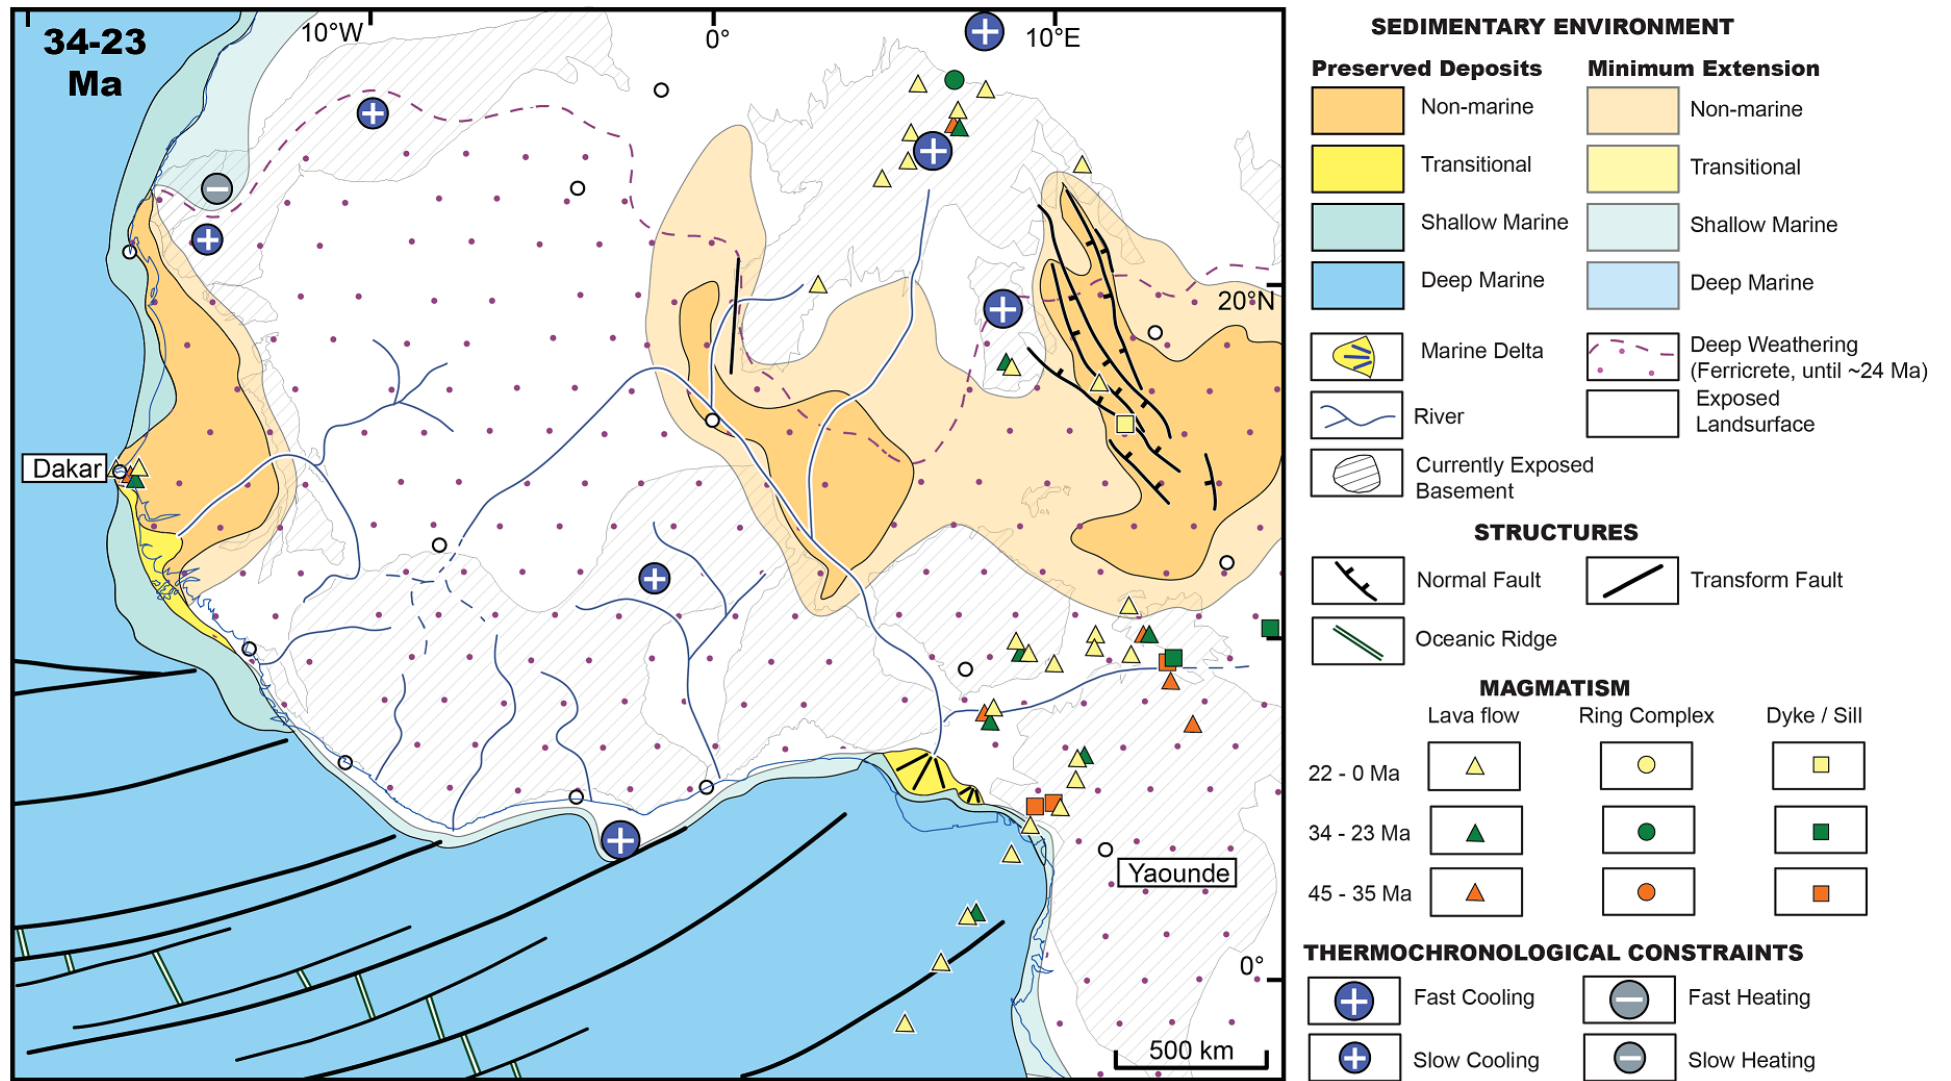 34-23
Ma
10°W
0°
10°E
20°N
Dakar
Yaounde
0°
500 km
SEDIMENTARY ENVIRONMENT
Preserved Deposits
Minimum Extension
Non-marine
Non-marine
Transitional
Transitional
Shallow Marine
Shallow Marine
Deep Marine
Deep Marine
Marine Delta
Deep Weathering
(Ferricrete, until ~24 Ma)
River
Exposed
Landsurface
Currently Exposed
Basement
STRUCTURES
Normal Fault
Transform Fault
Oceanic Ridge
MAGMATISM
Lava flow
Ring Complex
Dyke / Sill
22 - 0 Ma
34 - 23 Ma
45 - 35 Ma
THERMOCHRONOLOGICAL CONSTRAINTS
Fast Cooling
Fast Heating
Slow Cooling
Slow Heating